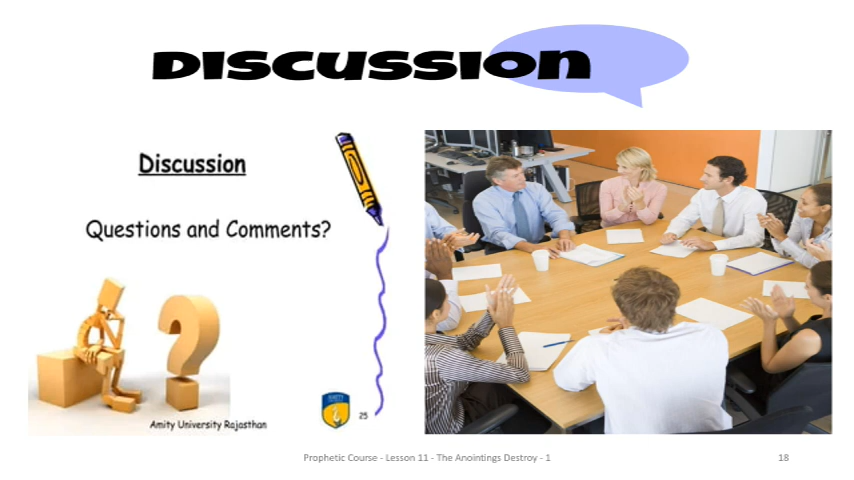 DISCUSSION
Discussion
Questions and Comments?
Amity University Rajasthan
25
Prophetic Course - Lesson 11 - The Anointings Destroy - 1
18